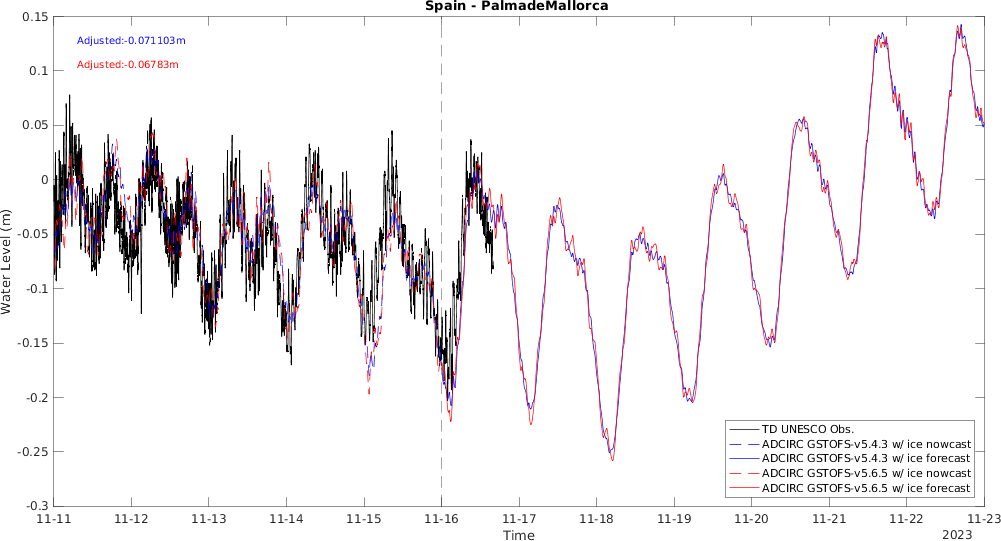 Spain - PalmadeMallorca
Adjusted:-0.071103m
Adjusted:-0.06783m
0.15
0.1
0.05
0
-0.05
-0.1
-0.15
-0.2
-0.25
-0.3
Water Level (m)
11-11 11-12 11-13 11-14 11-15 11-16 11-17 11-18 11-19 11-20 11-21 11-22 11-23
Time
2023
TD UNESCO Obs.
ADCIRC GSTOFS-v5.4.3 w/ ice nowcast
ADCIRC GSTOFS-v5.4.3 w/ ice forecast
ADCIRC GSTOFS-v5.6.5 w/ ice nowcast
ADCIRC GSTOFS-v5.6.5 w/ ice forecast